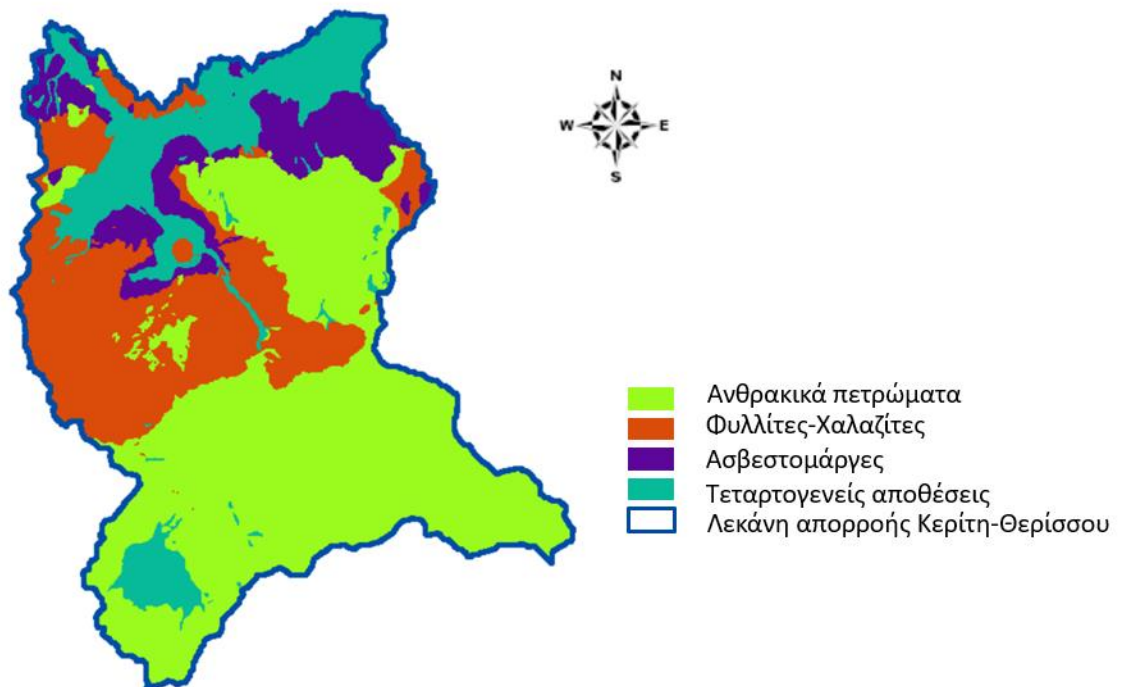 N
W E
S
Ανθρακικά πετρώματα
Φυλλίτες-Χαλαζίτες
Ασβεστομάργες
Τεταρτογενείς αποθέσεις
Λεκάνη απορροής Κερίτη-Θερίσσου